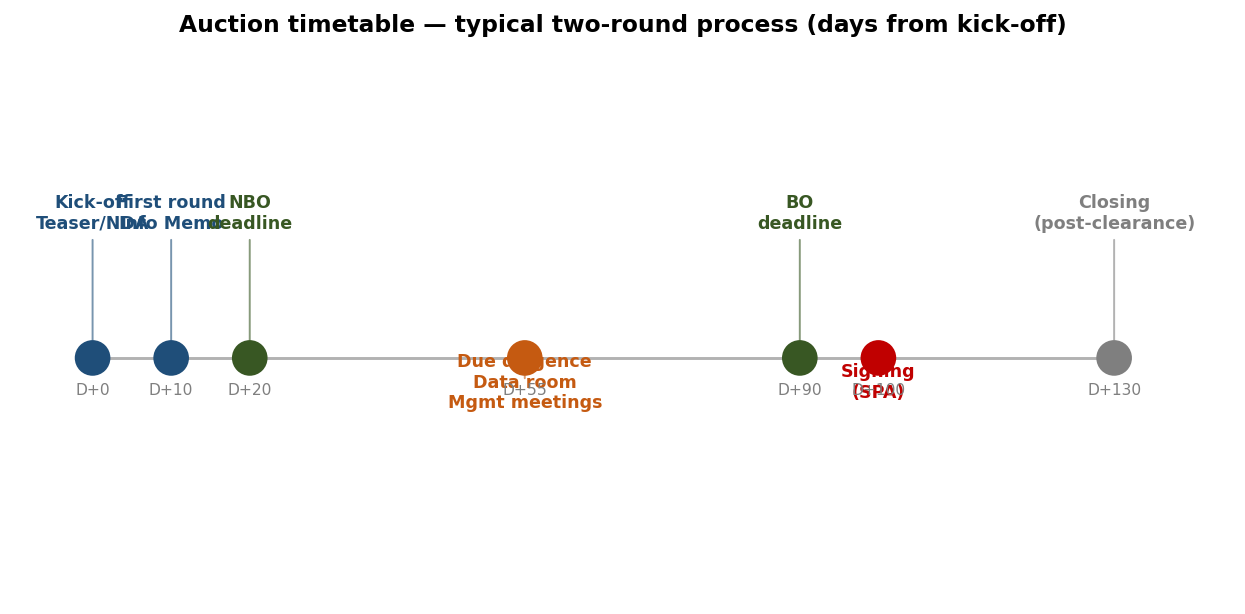 Auction timetable — typical two-round process (days from kick-off)
Kick-off
Teaser/NDA
First round
Info Memo
NBO
deadline
BO
deadline
Closing
(post-clearance)
Due diligence
Data room
Mgmt meetings
Signing
(SPA)
D+0
D+10
D+20
D+55
D+90
D+100
D+130